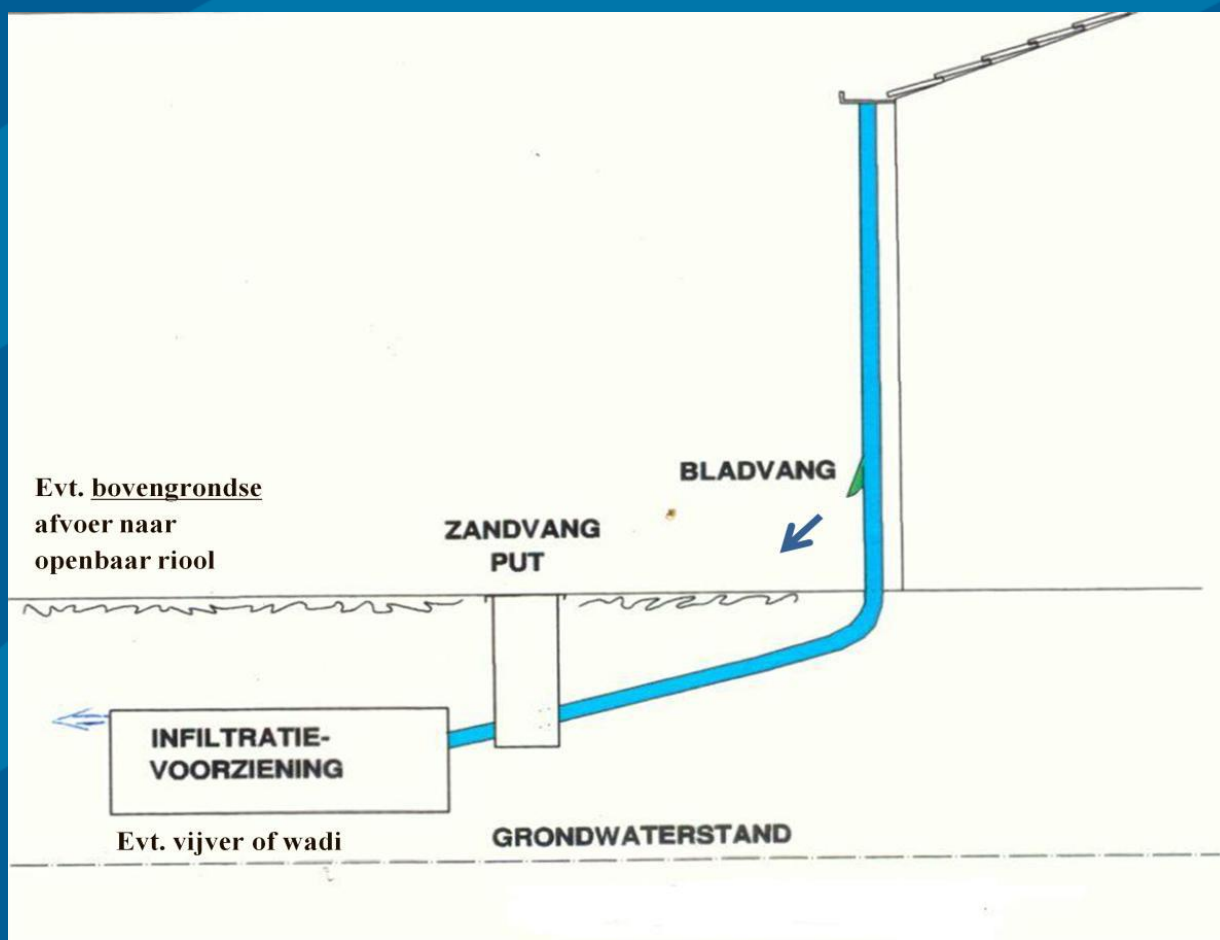 BLADVANG
Evt. bovengrondse
afvoer naar
openbaar riool
ZANDVANG
PUT
INFILTRATIE-
VOORZIENING
Evt. vijver of wadi
GRONDWATERSTAND